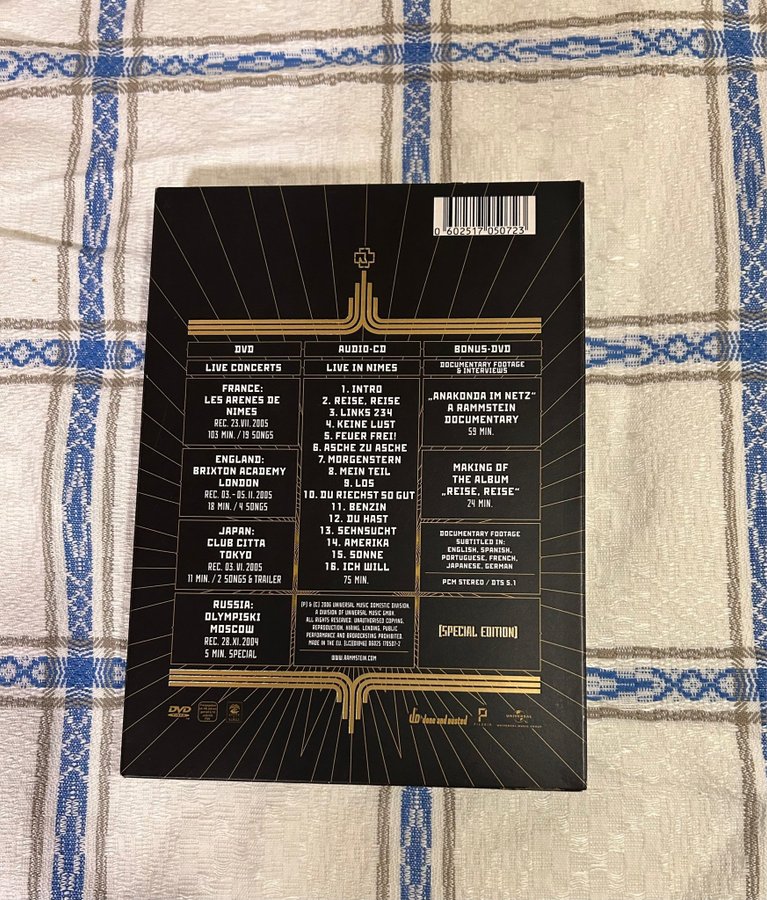 0 602517 050723
DVD
LIVE CONCERTS
FRANCE:
LES ARENES DE
NIMES
REC. 23.VII. 2005
103 MIN. / 19 SONGS
ENGLAND:
BRIXTON ACADEMY
LONDON
REC. 03.-05.II. 2005
18 MIN. / 4 SONGS
JAPAN:
CLUB CITTA
TOKYO
REC. 03.VI. 2005
11 MIN. / 2 SONGS & TRAILER
RUSSIA:
OLYMPISKI
MOSCOW
REC. 28.XI. 2004
5 MIN. SPECIAL
AUDIO-CD
LIVE IN NIMES
1. INTRO
2. REISE, REISE
3. LINKS 234
4. KEINE LUST
5. FEUER FREI!
6. ASCHE ZU ASCHE
7. MORGENSTERN
8. MEIN TEIL
9. LOS
10. DU RIECHST SO GUT
11. BENZIN
12. DU HAST
13. SEHNSUCHT
14. AMERIKA
15. SONNE
16. ICH WILL
75 MIN.
(P) & (C) 2006 UNIVERSAL MUSIC DOMESTIC DIVISION,
A DIVISION OF UNIVERSAL MUSIC GMBH.
ALL RIGHTS RESERVED. UNAUTHORISED COPYING,
REPRODUCTION, HIRING, LENDING, PUBLIC
PERFORMANCE AND BROADCASTING PROHIBITED.
MADE IN THE EU.
WWW.RAMMSTEIN.COM
BONUS-DVD
DOCUMENTARY FOOTAGE
& INTERVIEWS
„ANAKONDA IM NETZ“
A RAMMSTEIN
DOCUMENTARY
59 MIN.
MAKING OF
THE ALBUM
„REISE, REISE“
24 MIN.
DOCUMENTARY FOOTAGE
SUBTITLED IN:
ENGLISH, SPANISH,
PORTUGUESE, FRENCH,
JAPANESE, GERMAN
PCM STEREO / DTS 5.1
[SPECIAL EDITION]
DVD
VIDEO
done and dusted
PILGRIM
UNIVERSAL
UNIVERSAL MUSIC GROUP